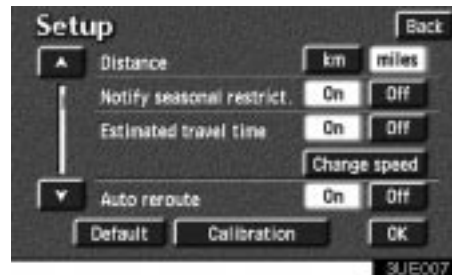 Setup Back
Distance km miles
Notify seasonal restrict. On Off
Estimated travel time On Off
Change speed
Auto reroute On Off
Default Calibration OK
3UE007